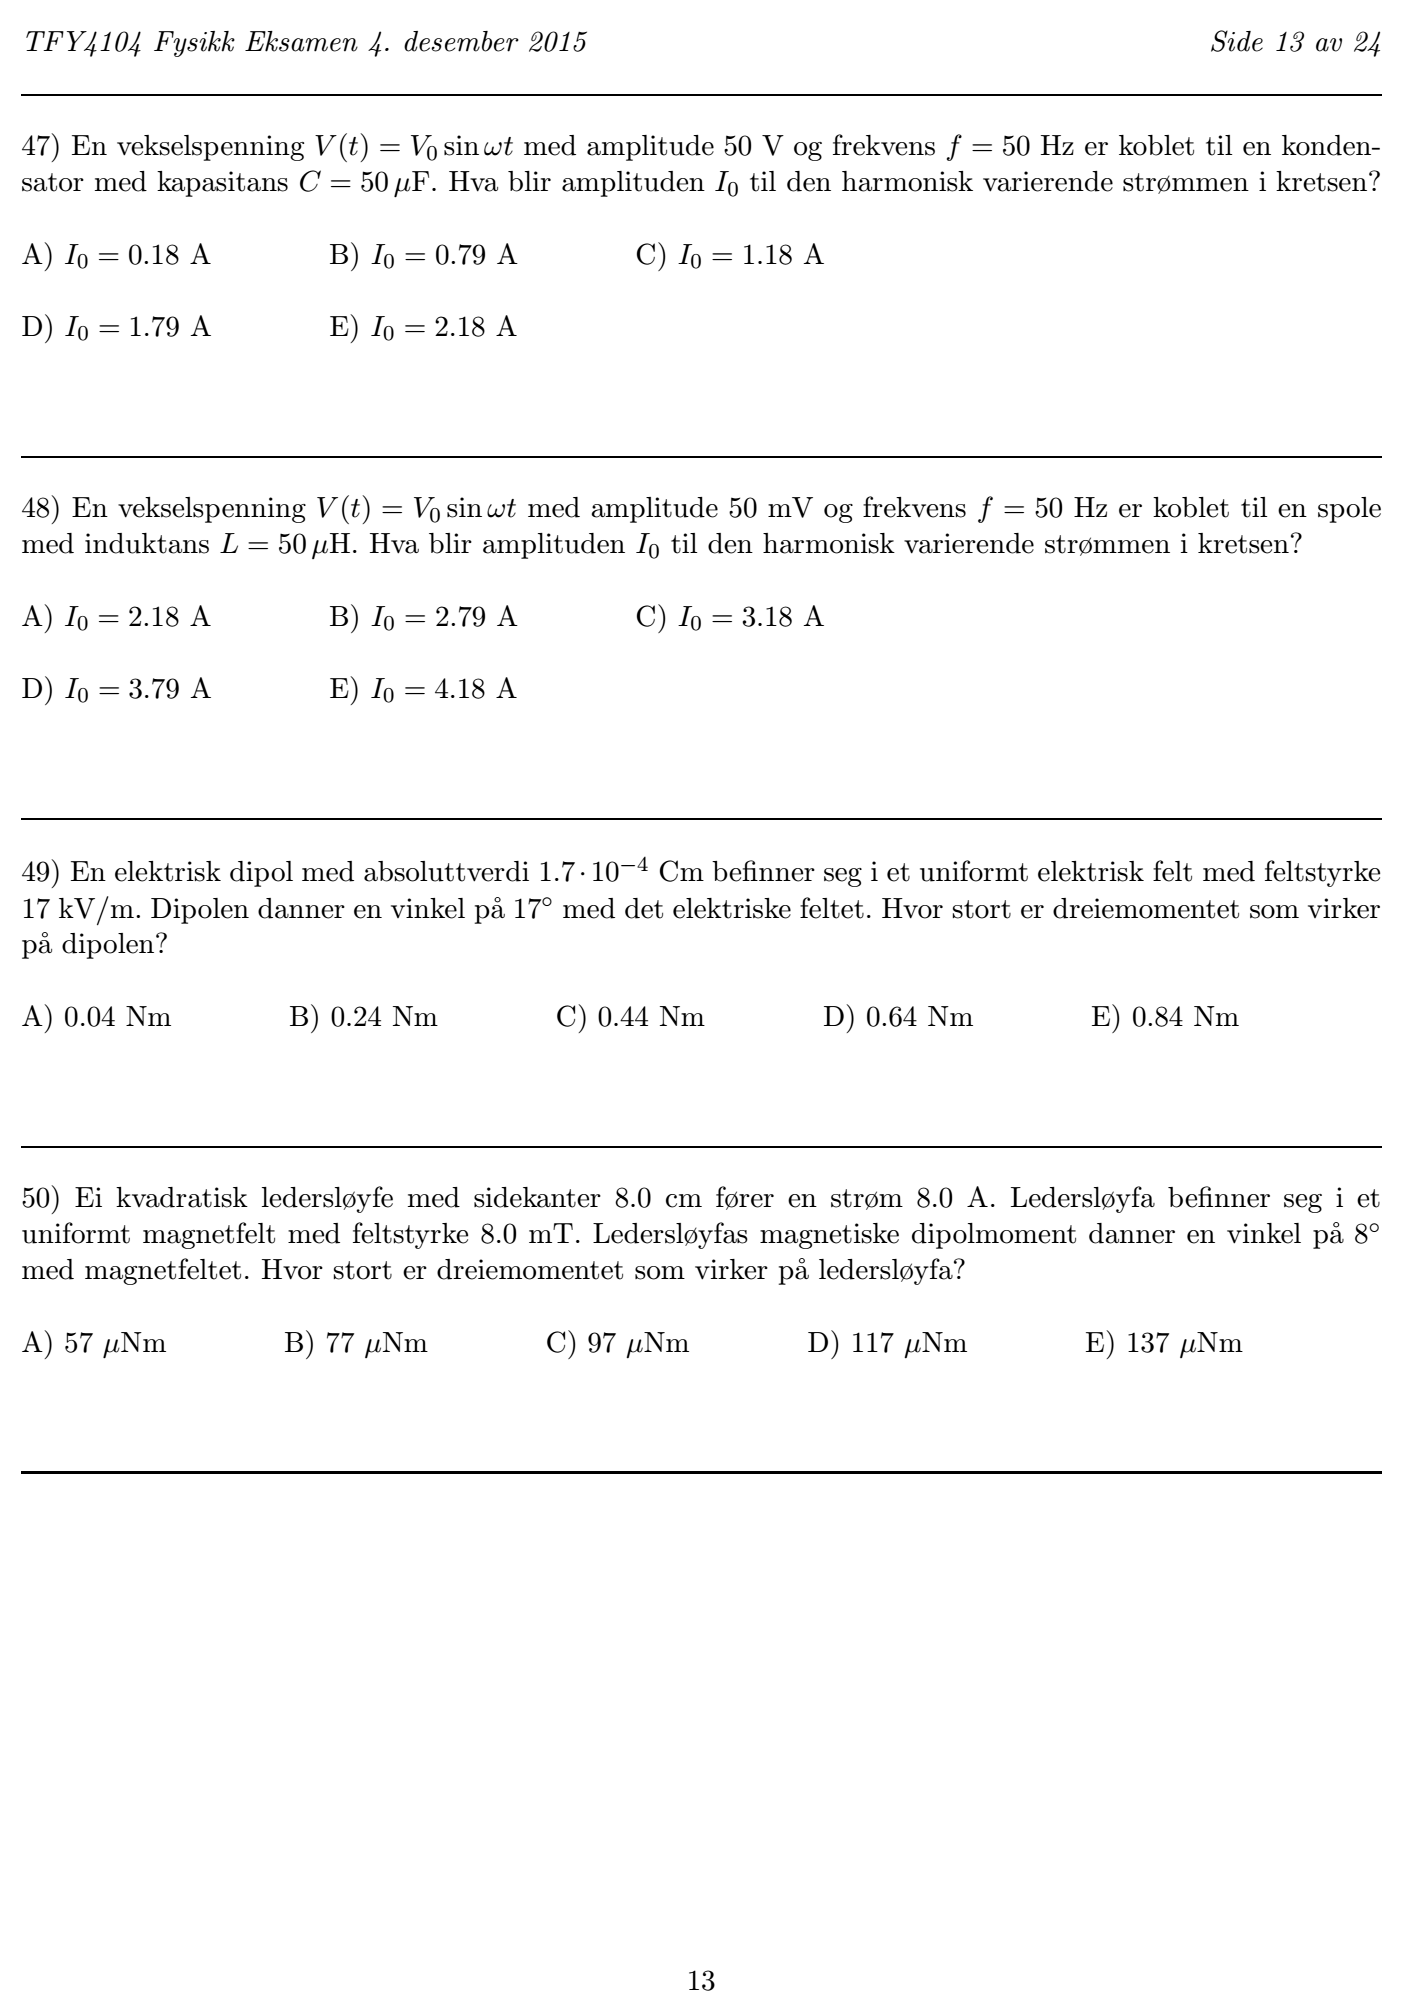 TFY4104 Fysikk Eksamen 4. desember 2015 Side 13 av 24
47) En vekselspenning V(t) = V₀ sin ωt med amplitude 50 V og frekvens f = 50 Hz er koblet til en konden-
sator med kapasitans C = 50 μF. Hva blir amplituden I₀ til den harmonisk varierende strømmen i kretsen?
A) I₀ = 0.18 A B) I₀ = 0.79 A C) I₀ = 1.18 A
D) I₀ = 1.79 A E) I₀ = 2.18 A
48) En vekselspenning V(t) = V₀ sin ωt med amplitude 50 mV og frekvens f = 50 Hz er koblet til en spole
med induktans L = 50 μH. Hva blir amplituden I₀ til den harmonisk varierende strømmen i kretsen?
A) I₀ = 2.18 A B) I₀ = 2.79 A C) I₀ = 3.18 A
D) I₀ = 3.79 A E) I₀ = 4.18 A
49) En elektrisk dipol med absoluttverdi 1.7·10⁻⁴ Cm befinner seg i et uniformt elektrisk felt med feltstyrke
17 kV/m. Dipolen danner en vinkel på 17° med det elektriske feltet. Hvor stort er dreiemomentet som virker
på dipolen?
A) 0.04 Nm B) 0.24 Nm C) 0.44 Nm D) 0.64 Nm E) 0.84 Nm
50) Ei kvadratisk ledersløyfe med sidekanter 8.0 cm fører en strøm 8.0 A. Ledersløyfa befinner seg i et
uniformt magnetfelt med feltstyrke 8.0 mT. Ledersløyfas magnetiske dipolmoment danner en vinkel på 8°
med magnetfeltet. Hvor stort er dreiemomentet som virker på ledersløyfa?
A) 57 μNm B) 77 μNm C) 97 μNm D) 117 μNm E) 137 μNm
13